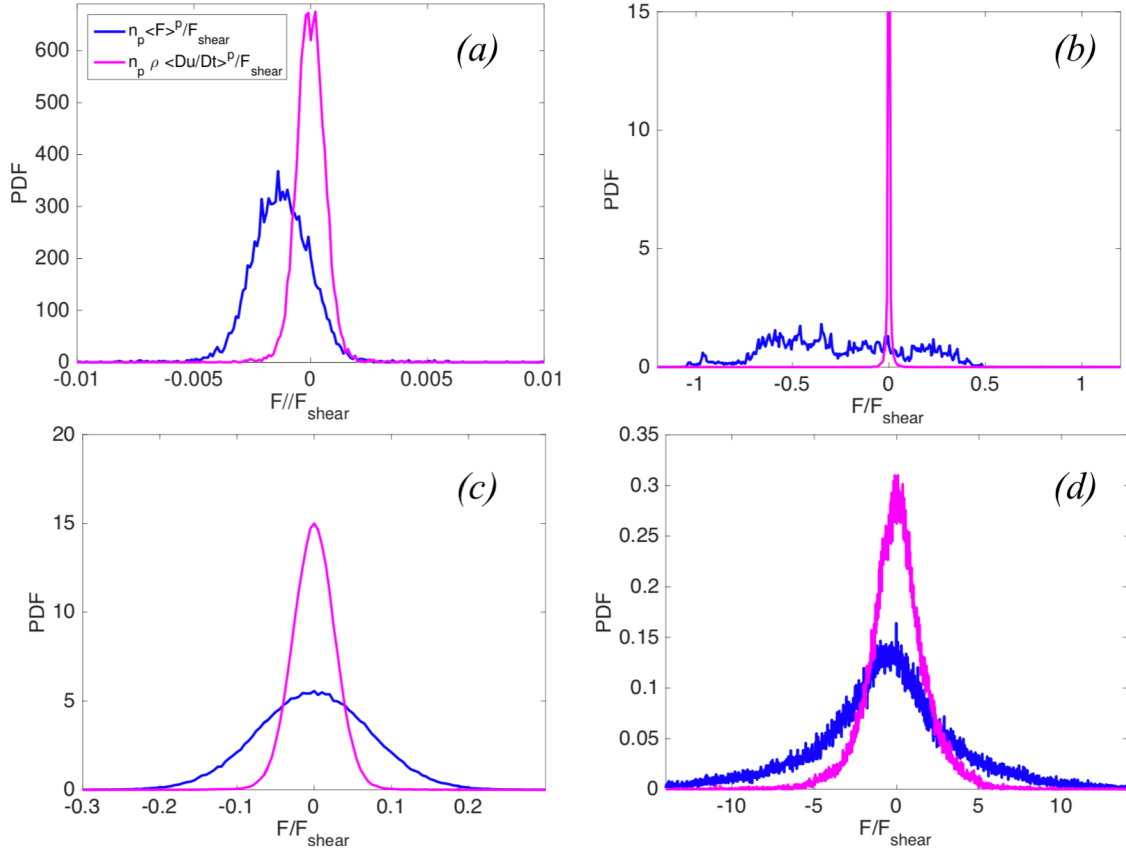 (a)
n_p <F>^p/F_shear
n_p ρ <Du/Dt>^p/F_shear
PDF
600
500
400
300
200
100
0
-0.01 -0.005 0 0.005 0.01
F//F_shear
(b)
PDF
15
10
5
0
-1 -0.5 0 0.5 1
F/F_shear
(c)
PDF
20
15
10
5
0
-0.3 -0.2 -0.1 0 0.1 0.2
F/F_shear
(d)
PDF
0.35
0.3
0.25
0.2
0.15
0.1
0.05
0
-10 -5 0 5 10
F/F_shear